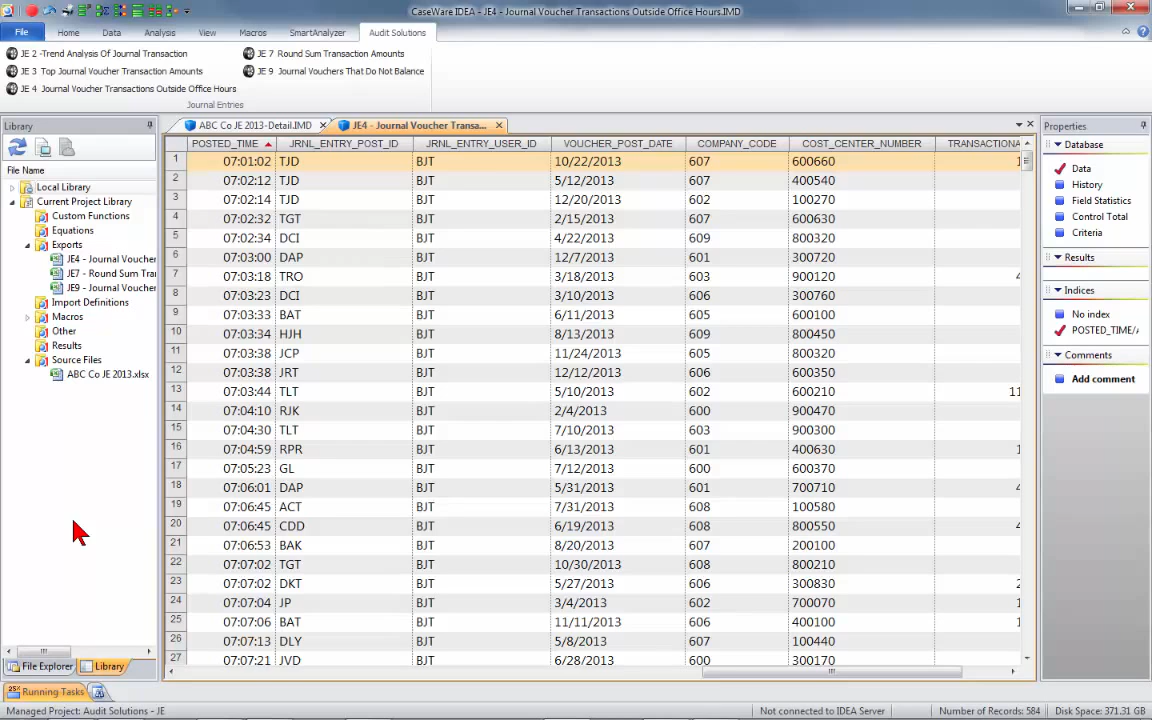 CaseWare IDEA - JE4 - Journal Voucher Transactions Outside Office Hours.IMD
File Home Data Analysis View Macros SmartAnalyzer Audit Solutions
JE 2 -Trend Analysis Of Journal Transaction JE 7 Round Sum Transaction Amounts
JE 3 Top Journal Voucher Transaction Amounts JE 9 Journal Vouchers That Do Not Balance
JE 4 Journal Voucher Transactions Outside Office Hours
Journal Entries
Library
File Name
Local Library
Current Project Library
Custom Functions
Equations
Exports
JE4 - Journal Voucher
JE7 - Round Sum Tra
JE9 - Journal Voucher
Import Definitions
Macros
Other
Results
Source Files
ABC Co JE 2013.xlsx
File Explorer Library
ABC Co JE 2013-Detail.IMD JE4 - Journal Voucher Transa...
POSTED_TIME JRNL_ENTRY_POST_ID JRNL_ENTRY_USER_ID VOUCHER_POST_DATE COMPANY_CODE COST_CENTER_NUMBER TRANSACTIONA
1 07:01:02 TJD BJT 10/22/2013 607 600660 1
2 07:02:12 TJD BJT 5/12/2013 607 400540
3 07:02:14 TJD BJT 12/20/2013 602 100270
4 07:02:32 TGT BJT 2/15/2013 607 600630
5 07:02:34 DCI BJT 4/22/2013 609 800320
6 07:03:00 DAP BJT 12/7/2013 601 300720
7 07:03:18 TRO BJT 3/18/2013 603 900120 4
8 07:03:23 DCI BJT 3/10/2013 606 300760
9 07:03:33 BAT BJT 6/11/2013 605 600100
10 07:03:34 HJH BJT 8/13/2013 609 800450
11 07:03:38 JCP BJT 11/24/2013 605 800320
12 07:03:38 JRT BJT 12/12/2013 606 600350
13 07:03:44 TLT BJT 5/10/2013 602 600210 11
14 07:04:10 RJK BJT 2/4/2013 600 900470
15 07:04:30 TLT BJT 7/10/2013 603 900300
16 07:04:59 RPR BJT 6/13/2013 601 400630 1
17 07:05:23 GL BJT 7/12/2013 600 600370
18 07:06:01 DAP BJT 5/31/2013 601 700710 4
19 07:06:45 ACT BJT 7/31/2013 608 100580
20 07:06:45 CDD BJT 6/19/2013 608 800550 4
21 07:06:53 BAK BJT 8/20/2013 607 200100
22 07:07:02 TGT BJT 10/30/2013 608 800210
23 07:07:02 DKT BJT 5/27/2013 606 300830 2
24 07:07:04 JP BJT 3/4/2013 602 700070 1
25 07:07:06 BAT BJT 11/11/2013 606 400100 1
26 07:07:13 DLY BJT 5/8/2013 607 100440
27 07:07:21 JVD BJT 6/28/2013 600 300170
Properties
Database
Data
History
Field Statistics
Control Total
Criteria
Results
Indices
No index
POSTED_TIME/A
Comments
Add comment
Running Tasks
Managed Project: Audit Solutions - JE Not connected to IDEA Server Number of Records: 584 Disk Space: 371.31 GB